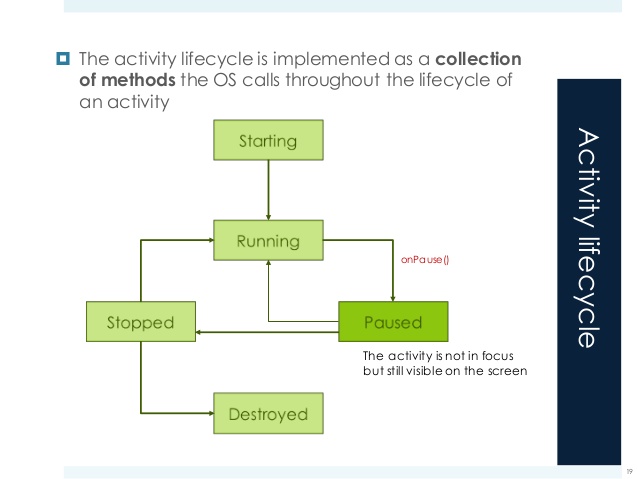 The activity lifecycle is implemented as a collection
of methods the OS calls throughout the lifecycle of
an activity
Starting
Running
onPause()
Stopped
Paused
The activity is not in focus
but still visible on the screen
Destroyed
Activity lifecycle
19